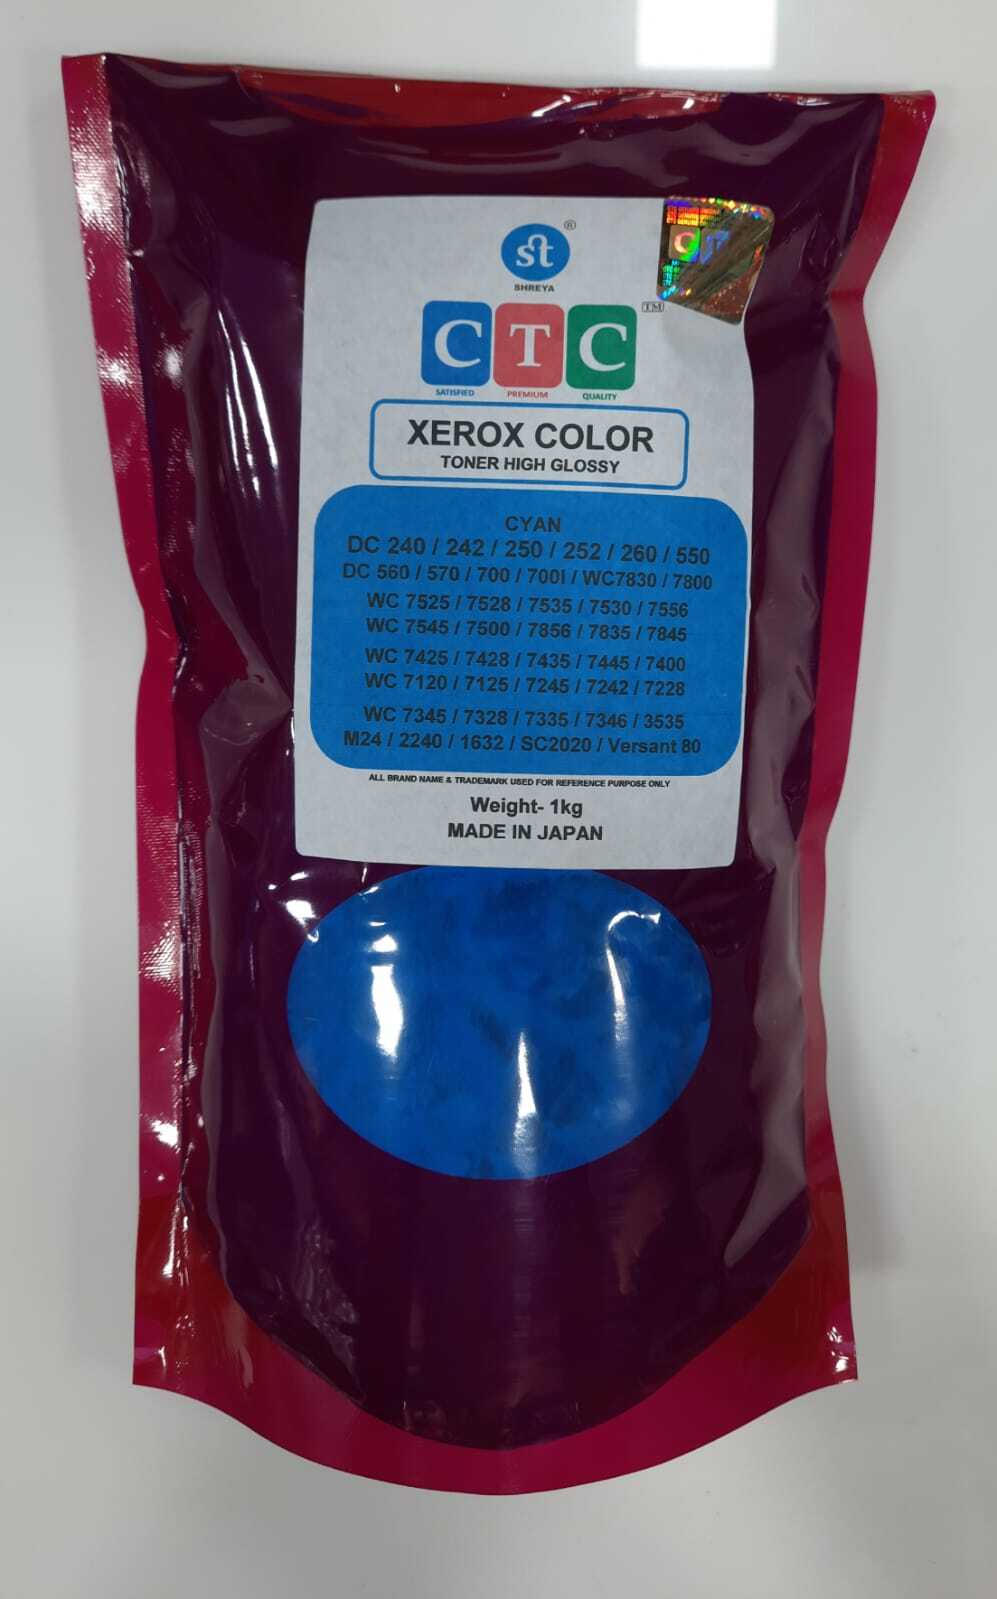 st ®
SHREYA
CTC ™
SATISFIED PREMIUM QUALITY
XEROX COLOR
TONER HIGH GLOSSY
CYAN
DC 240 / 242 / 250 / 252 / 260 / 550
DC 560 / 570 / 700 / 700I / WC7830 / 7800
WC 7525 / 7528 / 7535 / 7530 / 7556
WC 7545 / 7500 / 7856 / 7835 / 7845
WC 7425 / 7428 / 7435 / 7445 / 7400
WC 7120 / 7125 / 7245 / 7242 / 7228
WC 7345 / 7328 / 7335 / 7346 / 3535
M24 / 2240 / 1632 / SC2020 / Versant 80
ALL BRAND NAME & TRADEMARK USED FOR REFERENCE PURPOSE ONLY
Weight- 1kg
MADE IN JAPAN